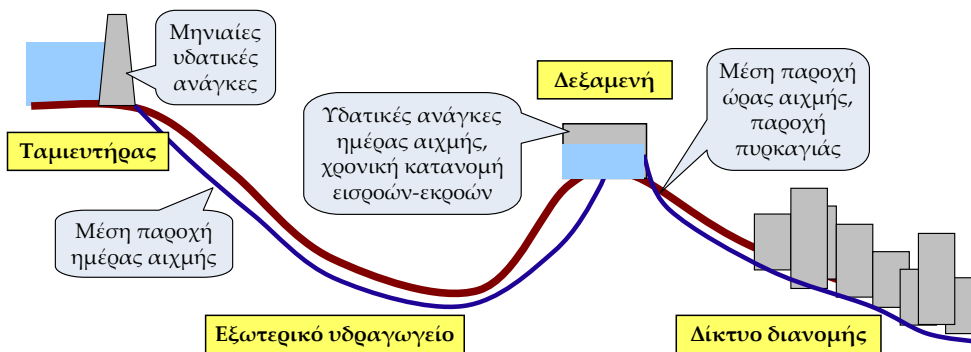 Μηνιαίες
υδατικές
ανάγκες
Ταμιευτήρας
Μέση παροχή
ημέρας αιχμής
Εξωτερικό υδραγωγείο
Υδατικές ανάγκες
ημέρας αιχμής,
χρονική κατανομή
εισροών-εκροών
Δεξαμενή
Μέση παροχή
ώρας αιχμής,
παροχή
πυρκαγιάς
Δίκτυο διανομής